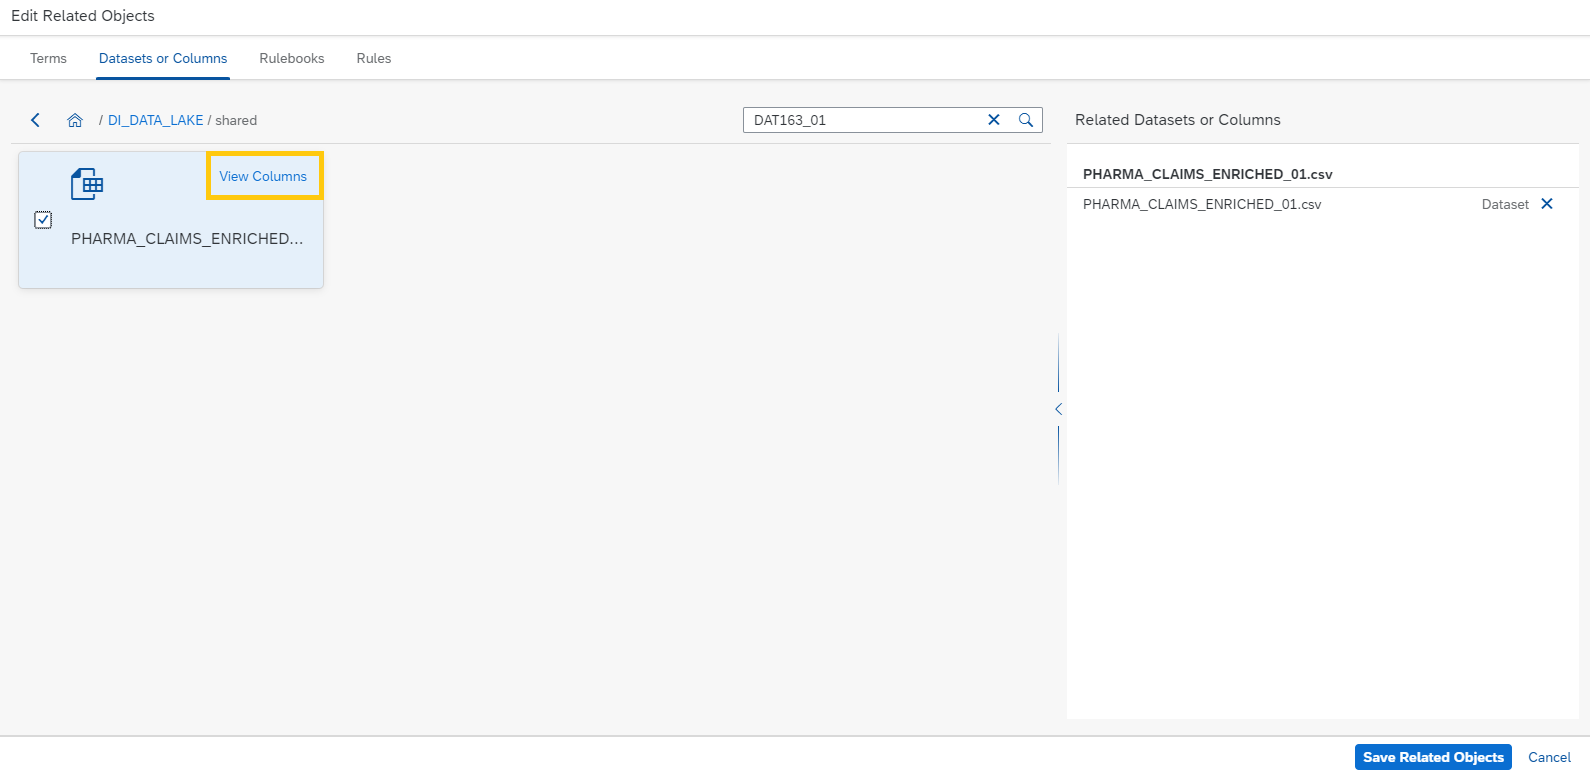 Edit Related Objects
Terms Datasets or Columns Rulebooks Rules
/ DI_DATA_LAKE / shared
DAT163_01
View Columns
PHARMA_CLAIMS_ENRICHED...
Related Datasets or Columns
PHARMA_CLAIMS_ENRICHED_01.csv
PHARMA_CLAIMS_ENRICHED_01.csv Dataset
Save Related Objects Cancel